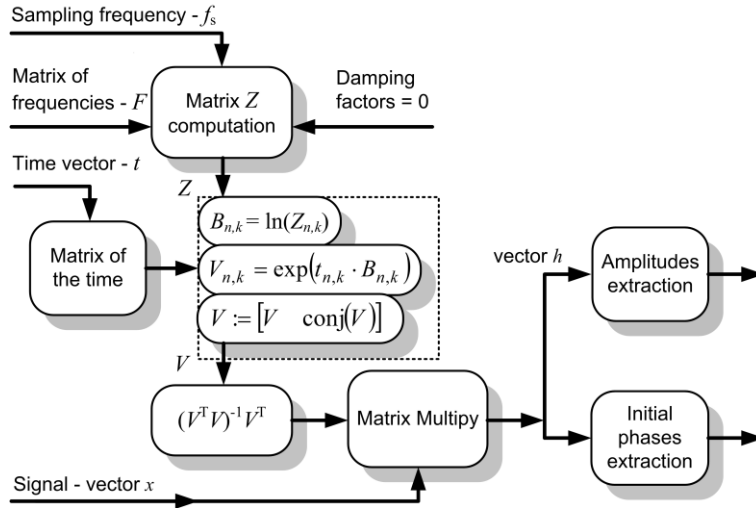 Sampling frequency - fs
Matrix of
frequencies - F
Matrix Z
computation
Damping
factors = 0
Time vector - t
Z
Matrix of
the time
Bn,k = ln(Zn,k)
Vn,k = exp(tn,k · Bn,k)
V := [V conj(V)]
vector h
Amplitudes
extraction
V
(VᵀV)⁻¹Vᵀ
Matrix Multipy
Initial
phases
extraction
Signal - vector x